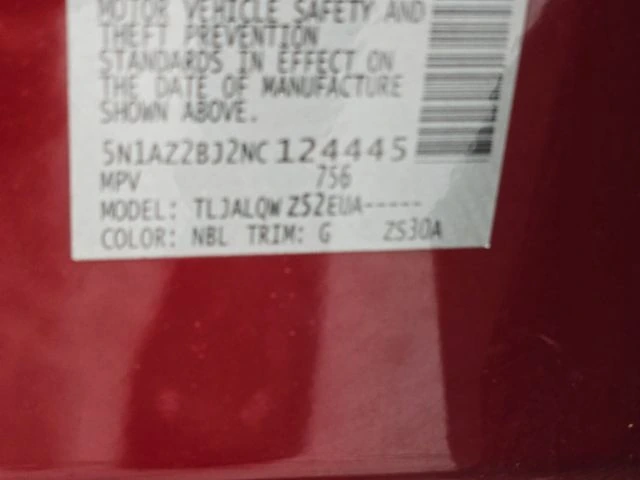 MOTOR VEHICLE SAFETY AND
THEFT PREVENTION
STANDARDS IN EFFECT ON
THE DATE OF MANUFACTURE
SHOWN ABOVE.
5N1AZ2BJ2NC124445
MPV 756
MODEL: TLJALQWZ52EUA-----
COLOR: NBL TRIM: G ZS30A